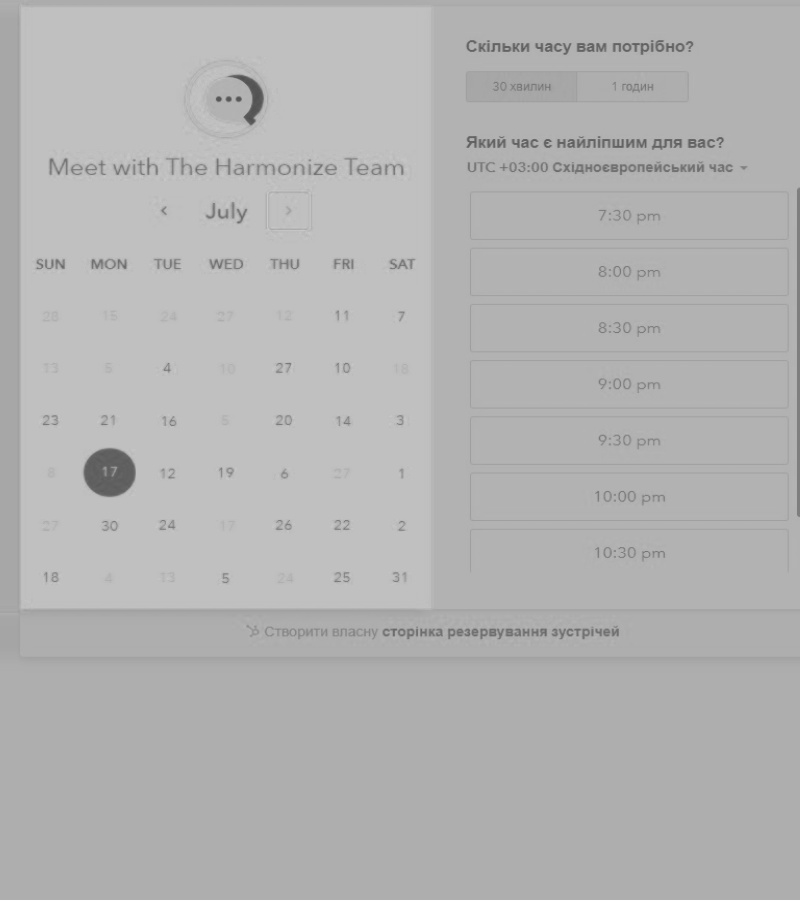 Meet with The Harmonize Team
July
SUN MON TUE WED THU FRI SAT
28 15 24 27 12 11 7
13 5 4 10 27 10 18
23 21 16 5 20 14 3
6 17 12 19 6 27 1
27 30 24 17 26 22 2
18 4 13 5 24 25 31
Скільки часу вам потрібно?
30 хвилин 1 годин
Який час є найліпшим для вас?
UTC +03:00 Східноєвропейський час
7:30 pm
8:00 pm
8:30 pm
9:00 pm
9:30 pm
10:00 pm
10:30 pm
Створити власну сторінка резервування зустрічей